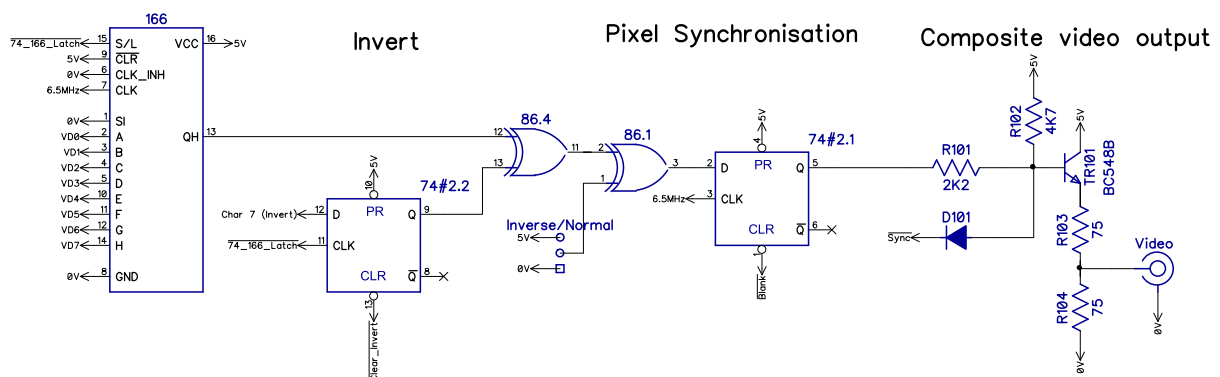 Invert
Pixel Synchronisation
Composite video output
166
74_166_Latch 15 S/L VCC 16 5V
5V 9 CLR
0V 6 CLK_INH
6.5MHz 7 CLK
0V 1 SI
VD0 2 A QH 13
VD1 3 B
VD2 4 C
VD3 5 D
VD4 10 E
VD5 11 F
VD6 12 G
VD7 14 H
0V 8 GND
5V
10
74#2.2
Char 7 (Invert) 12 D PR Q 9
74_166_Latch 11 CLK
CLR Q 8
13
Clear_Invert
86.4
12
13
11
86.1
2
1
3
Inverse/Normal
5V
0V
5V
4
74#2.1
2 D PR Q 5
6.5MHz 3 CLK
CLR Q 6
1
Blank
R101
2K2
5V
R102
4K7
5V
TR101
BC548B
D101
Sync
R103
75
Video
R104
75
0V
0V